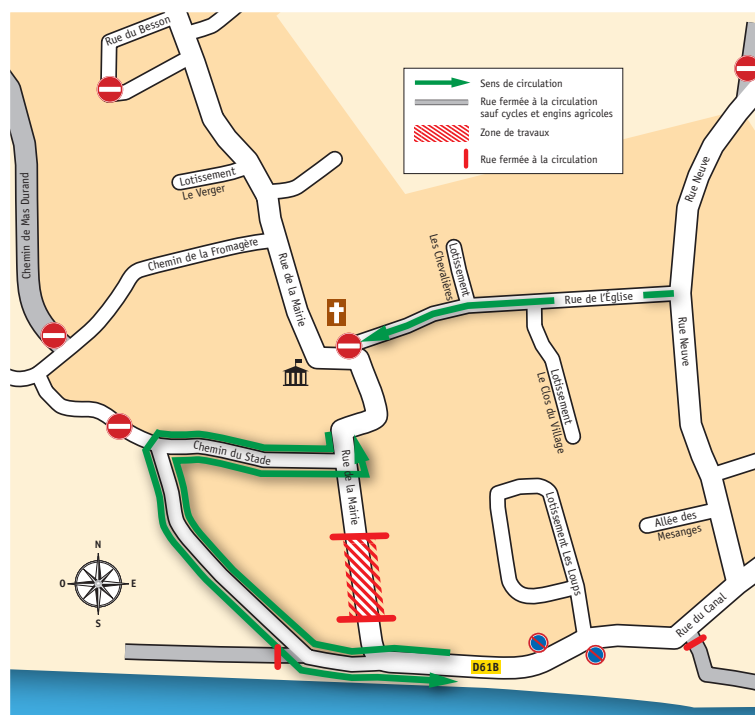 Rue du Besson
Sens de circulation
Rue fermée à la circulation
sauf cycles et engins agricoles
Zone de travaux
Rue fermée à la circulation
Chemin de Mas Durand
Lotissement
Le Verger
Rue Neuve
Chemin de la Fromagère
Rue de la Mairie
Lotissement
Les Chevalières
Rue de l'Église
Rue Neuve
Lotissement
Le Clos du Village
Chemin du Stade
Rue de la Mairie
Lotissement Les Loups
Allée des
Mesanges
N
O
E
S
Rue du Canal
D61B